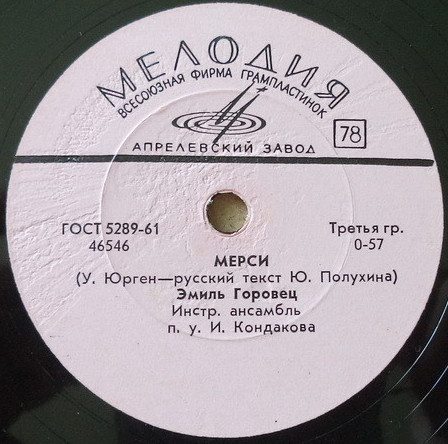 МЕЛОДИЯ
ВСЕСОЮЗНАЯ ФИРМА ГРАМПЛАСТИНОК
АПРЕЛЕВСКИЙ ЗАВОД
78
ГОСТ 5289-61
46546
Третья гр.
0-57
МЕРСИ
(У. Юрген—русский текст Ю. Полухина)
Эмиль Горовец
Инстр. ансамбль
п. у. И. Кондакова